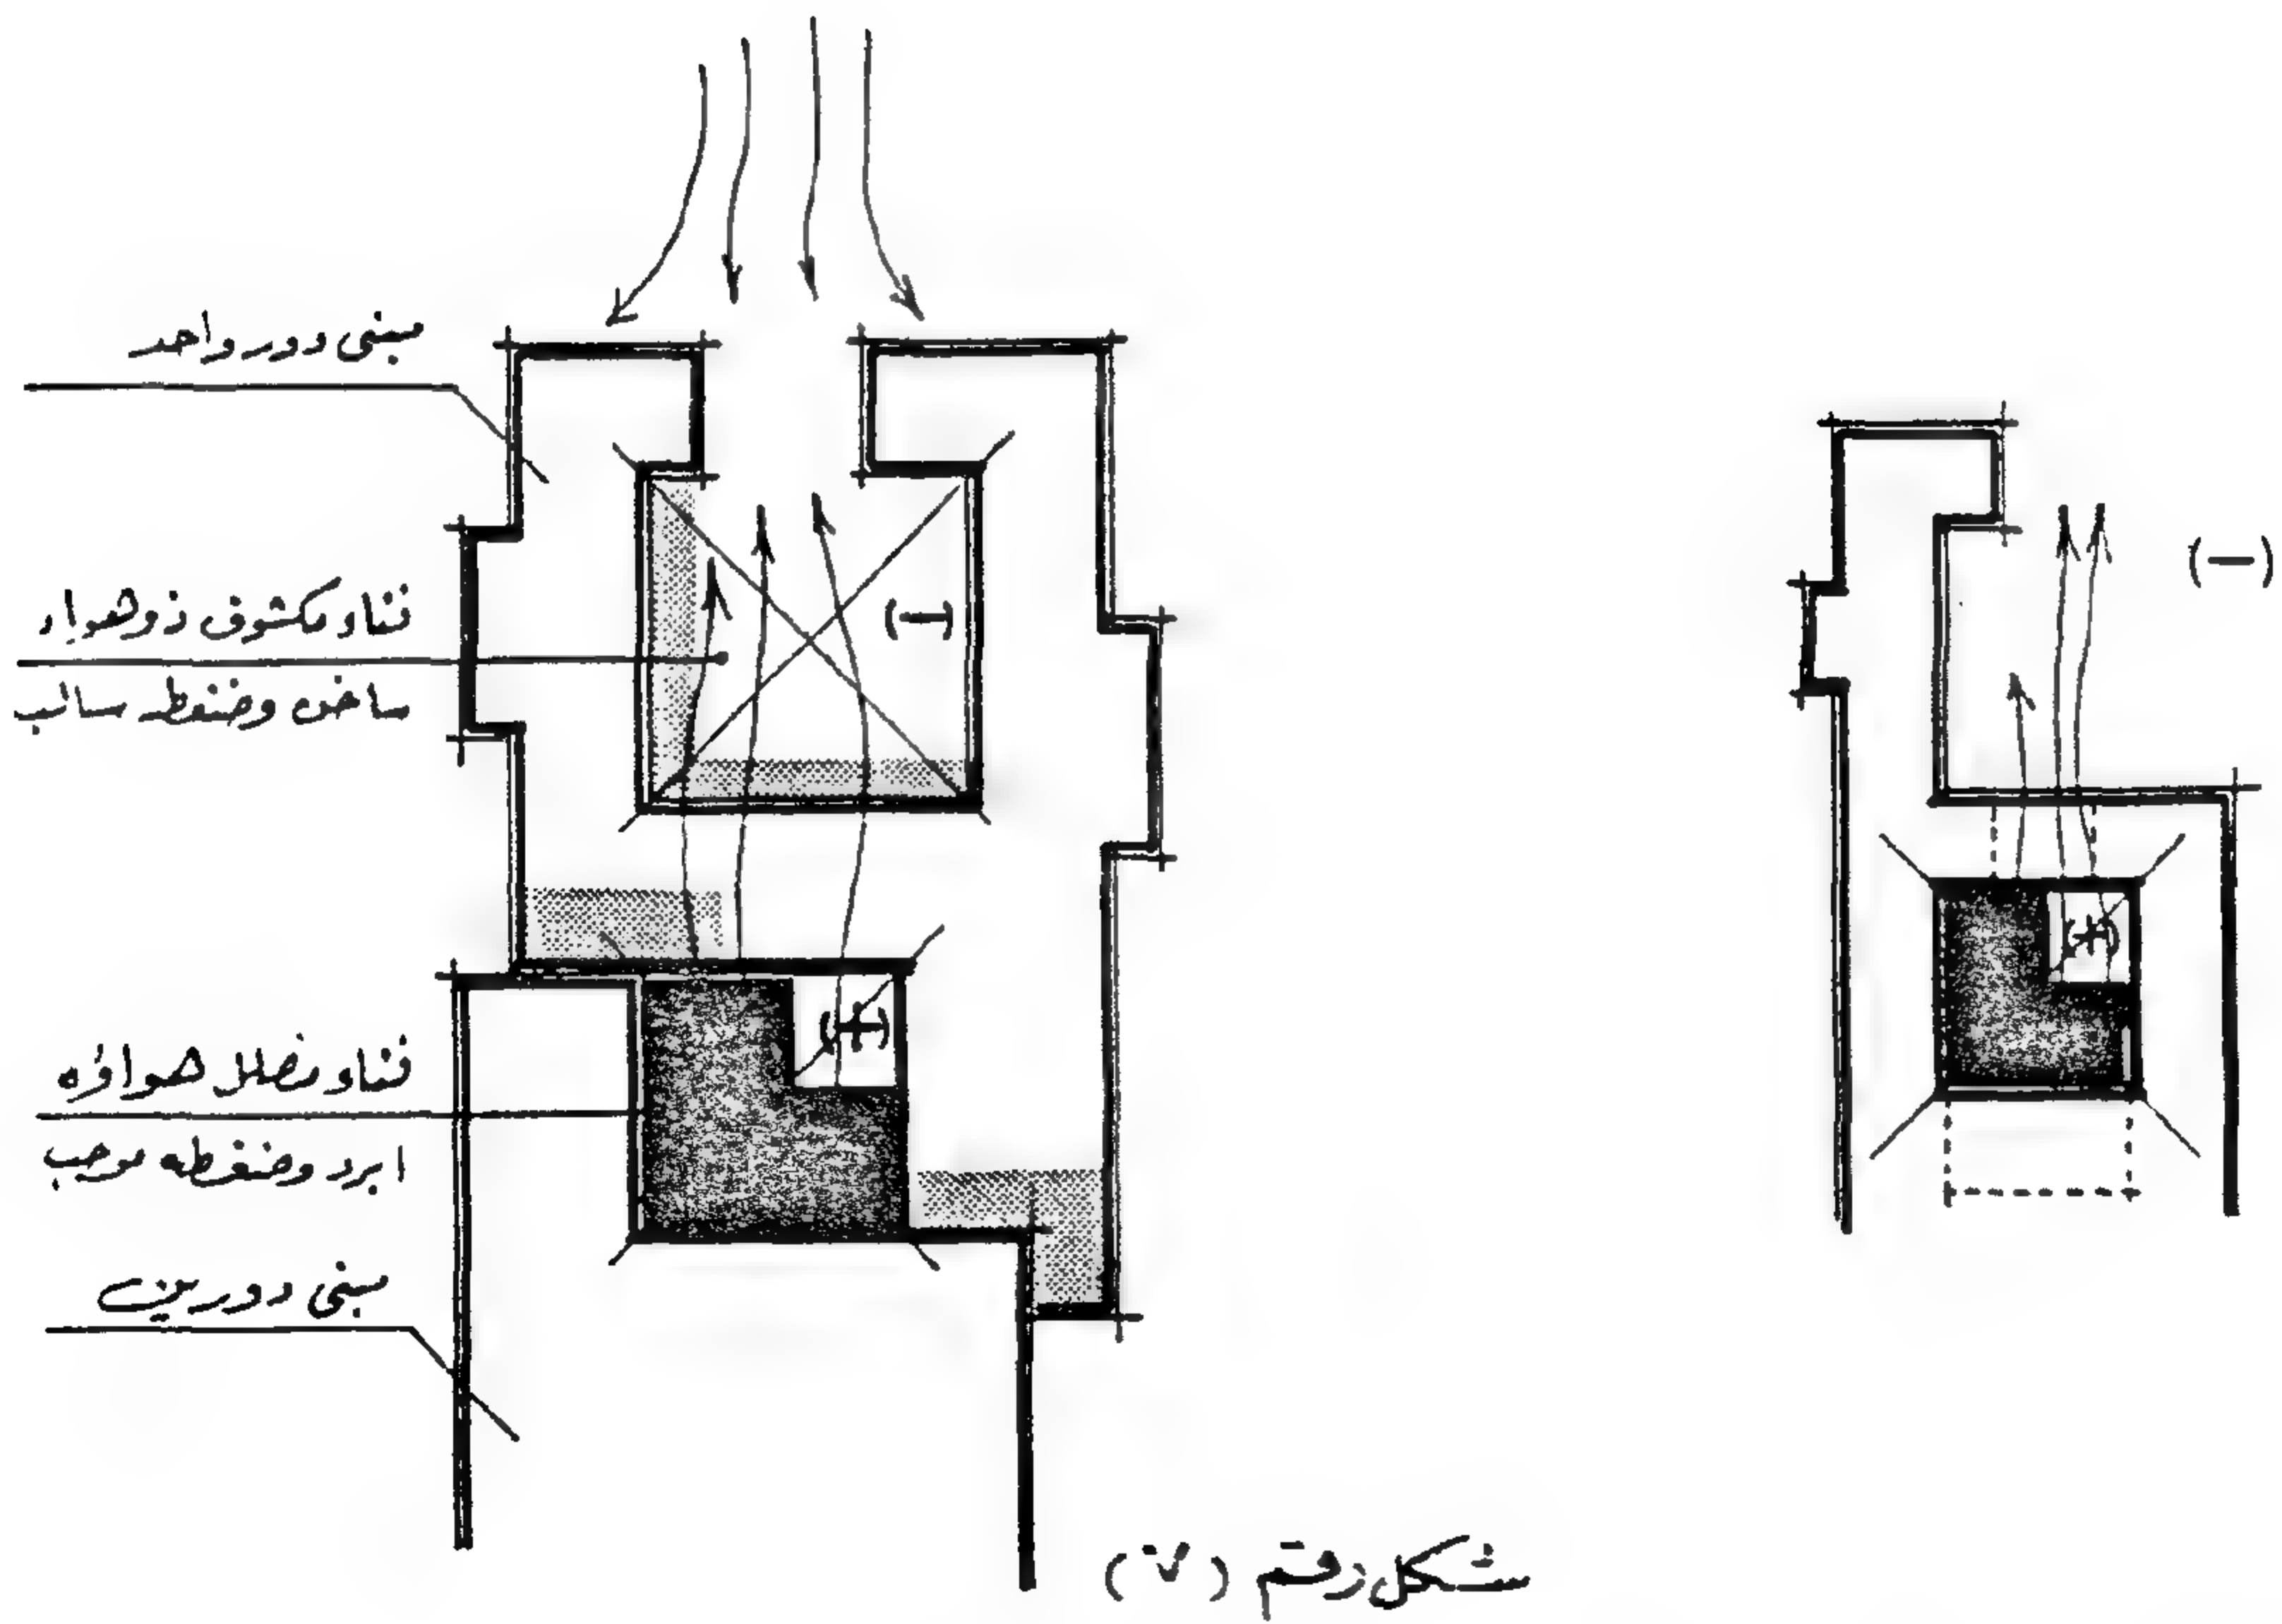 مبنى دور واحد
فناء مكشوف ذو هواء
ساخن وضغط سالب
(−)
(−)
(+)
(+)
فناء مظلل هواؤه
ابرد وضغطه موجب
مبنى دورين
شكل رقم (٧)